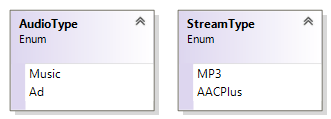 AudioType
Enum
Music
Ad
StreamType
Enum
MP3
AACPlus